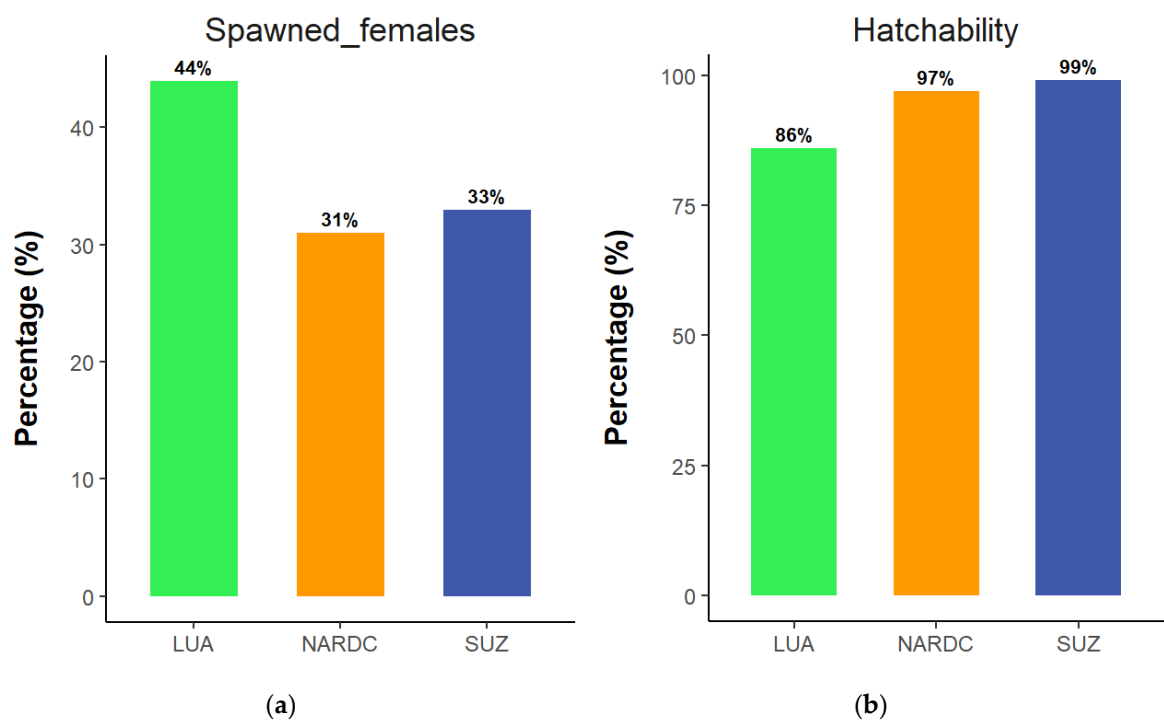 Spawned_females
Percentage (%)
40
30
20
10
0
44%
31%
33%
LUA
NARDC
SUZ
(a)
Hatchability
Percentage (%)
100
75
50
25
0
86%
97%
99%
LUA
NARDC
SUZ
(b)